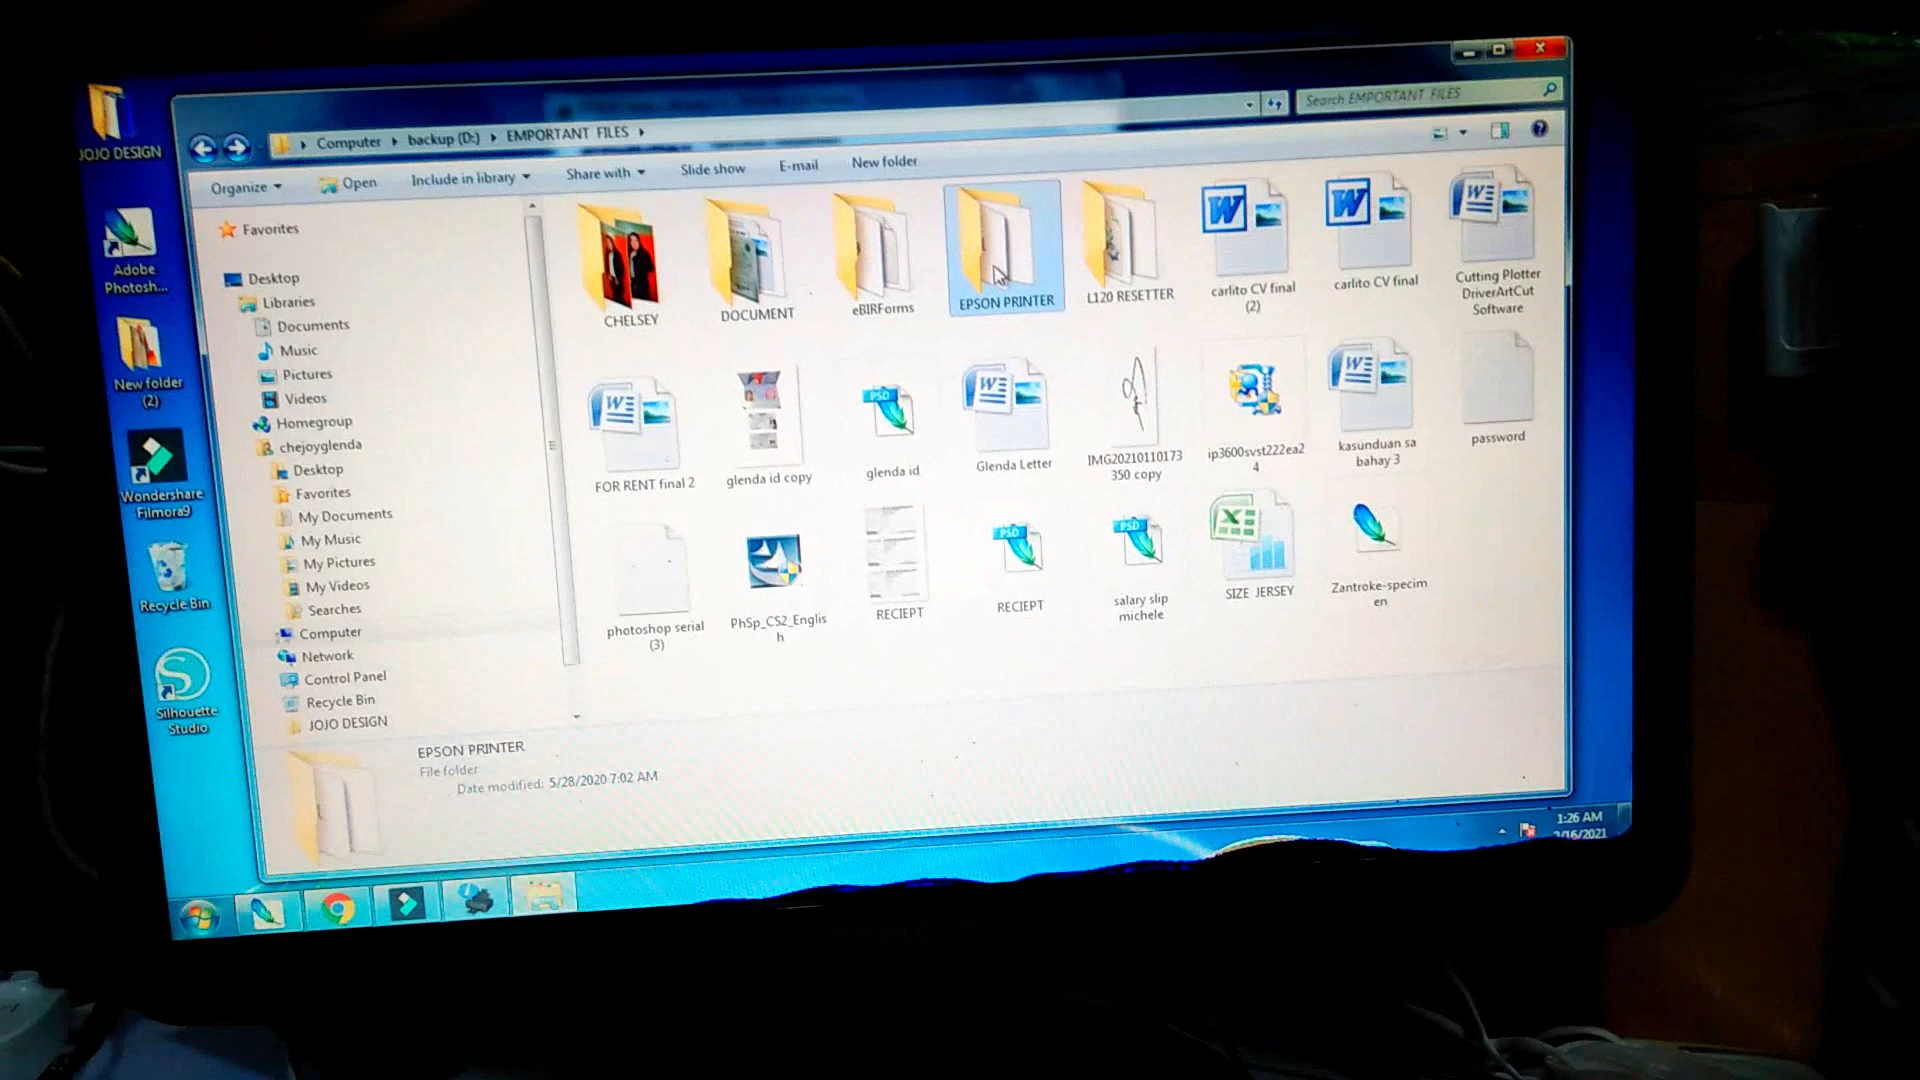 JOJO DESIGN
Adobe
Photosh...
New folder
(2)
Wondershare
Filmora9
Recycle Bin
Silhouette
Studio
Computer
backup (D:)
EMPORTANT FILES
Search EMPORTANT FILES
Organize
Open
Include in library
Share with
Slide show
E-mail
New folder
Favorites
Desktop
Libraries
Documents
Music
Pictures
Videos
Homegroup
chejoyglenda
Desktop
Favorites
My Documents
My Music
My Pictures
My Videos
Searches
Computer
Network
Control Panel
Recycle Bin
JOJO DESIGN
CHELSEY
DOCUMENT
eBIRForms
EPSON PRINTER
L120 RESETTER
carlito CV final
(2)
carlito CV final
Cutting Plotter
DriverArtCut
Software
FOR RENT final 2
glenda id copy
PSD
glenda id
Glenda Letter
IMG20210110173
350 copy
ip3600svst222ea2
4
kasunduan sa
bahay 3
password
photoshop serial
(3)
PhSp_CS2_Englis
h
RECIEPT
PSD
RECIEPT
PSD
salary slip
michele
SIZE JERSEY
Zantroke-specim
en
EPSON PRINTER
File folder
Date modified: 5/28/2020 7:02 AM
1:26 AM
/16/2021